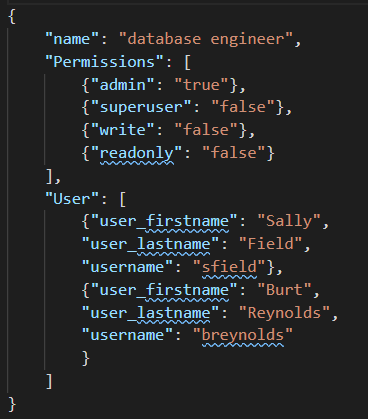 {
"name": "database engineer",
"Permissions": [
{"admin": "true"},
{"superuser": "false"},
{"write": "false"},
{"readonly": "false"}
],
"User": [
{"user_firstname": "Sally",
"user_lastname": "Field",
"username": "sfield"},
{"user_firstname": "Burt",
"user_lastname": "Reynolds",
"username": "breynolds"
}
]
}